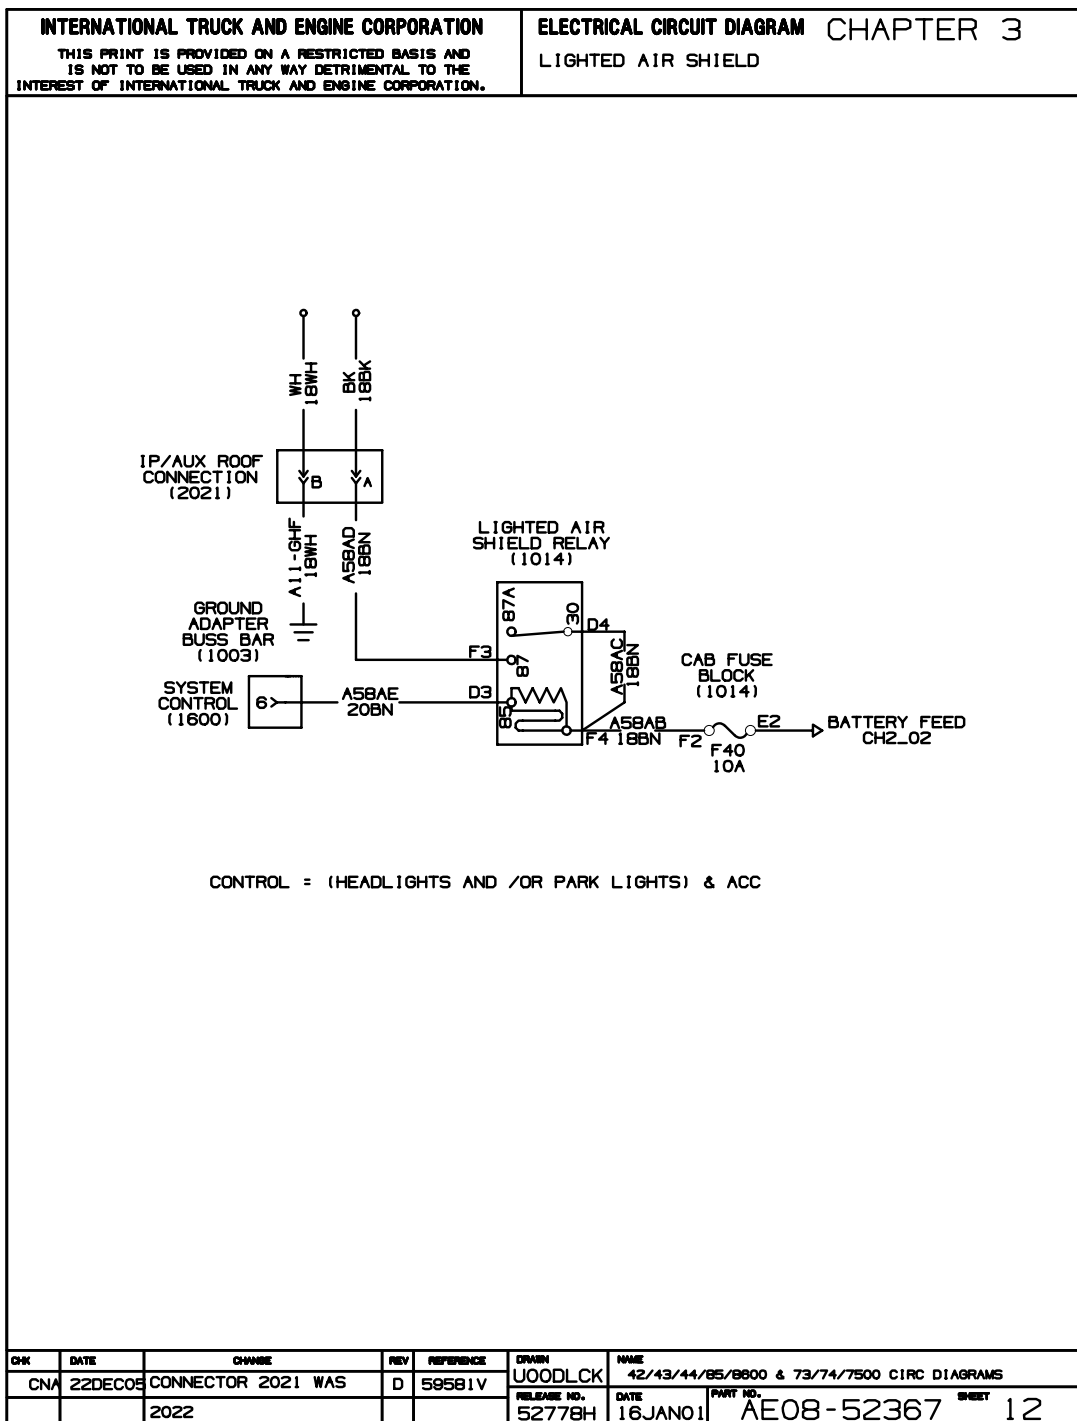 INTERNATIONAL TRUCK AND ENGINE CORPORATION
THIS PRINT IS PROVIDED ON A RESTRICTED BASIS AND
IS NOT TO BE USED IN ANY WAY DETRIMENTAL TO THE
INTEREST OF INTERNATIONAL TRUCK AND ENGINE CORPORATION.
ELECTRICAL CIRCUIT DIAGRAM CHAPTER 3
LIGHTED AIR SHIELD
WH
18WH
BK
18BK
IP/AUX ROOF
CONNECTION
(2021)
B
A
A11-GHF
18WH
A58AD
18BN
LIGHTED AIR
SHIELD RELAY
(1014)
GROUND
ADAPTER
BUSS BAR
(1003)
87A
30
D4
F3
87
A58AC
18BN
CAB FUSE
BLOCK
(1014)
SYSTEM
CONTROL
(1600)
6
A58AE
20BN
D3
85
F4
A58AB
18BN
F2
F40
10A
E2
BATTERY FEED
CH2_02
CONTROL = (HEADLIGHTS AND /OR PARK LIGHTS) & ACC
CHK DATE CHANGE REV REFERENCE
CNA 22DEC05 CONNECTOR 2021 WAS D 59581V
2022
DRAWN
UOODLCK
NAME
42/43/44/85/8600 & 73/74/7500 CIRC DIAGRAMS
RELEASE NO.
52778H
DATE
16JAN01
PART NO.
AE08-52367
SHEET
12